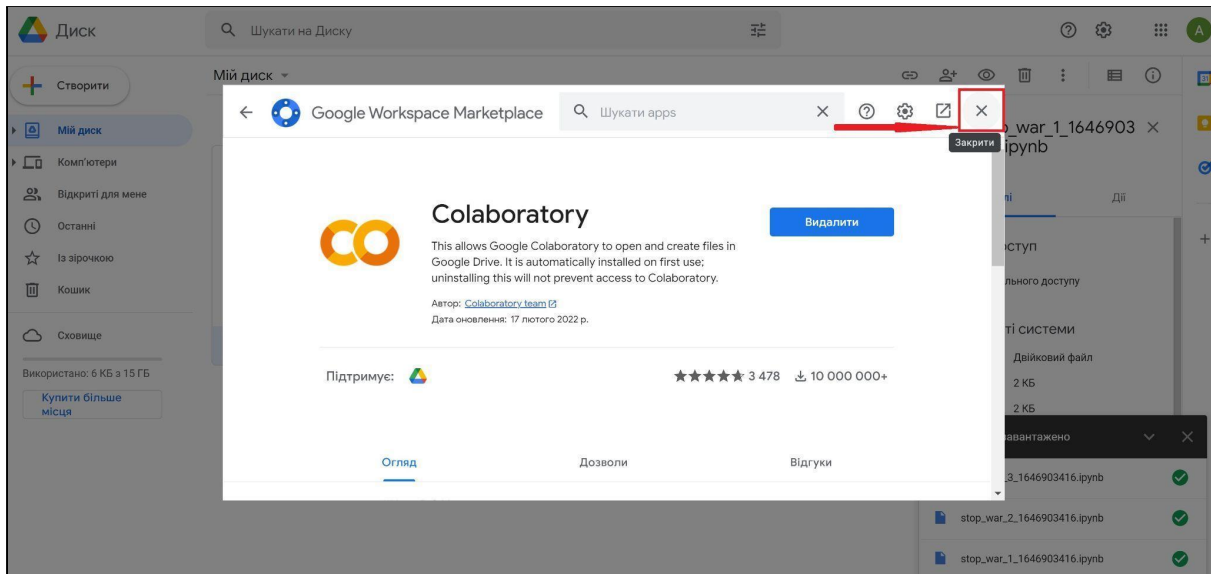 Диск
Шукати на Диску
A
Створити
Мій диск
Мій диск
Комп'ютери
Відкриті для мене
Останні
Із зірочкою
Кошик
Сховище
Використано: 6 КБ з 15 ГБ
Купити більше
місця
Google Workspace Marketplace
Шукати apps
Закрити
Colaboratory
Видалити
This allows Google Colaboratory to open and create files in
Google Drive. It is automatically installed on first use;
uninstalling this will not prevent access to Colaboratory.
Автор: Colaboratory team
Дата оновлення: 17 лютого 2022 р.
Підтримує:
3 478
10 000 000+
Огляд
Дозволи
Відгуки
_war_1_1646903
ipynb
Дії
льного доступу
Двійковий файл
2 КБ
2 КБ
_3_1646903416.ipynb
stop_war_2_1646903416.ipynb
stop_war_1_1646903416.ipynb